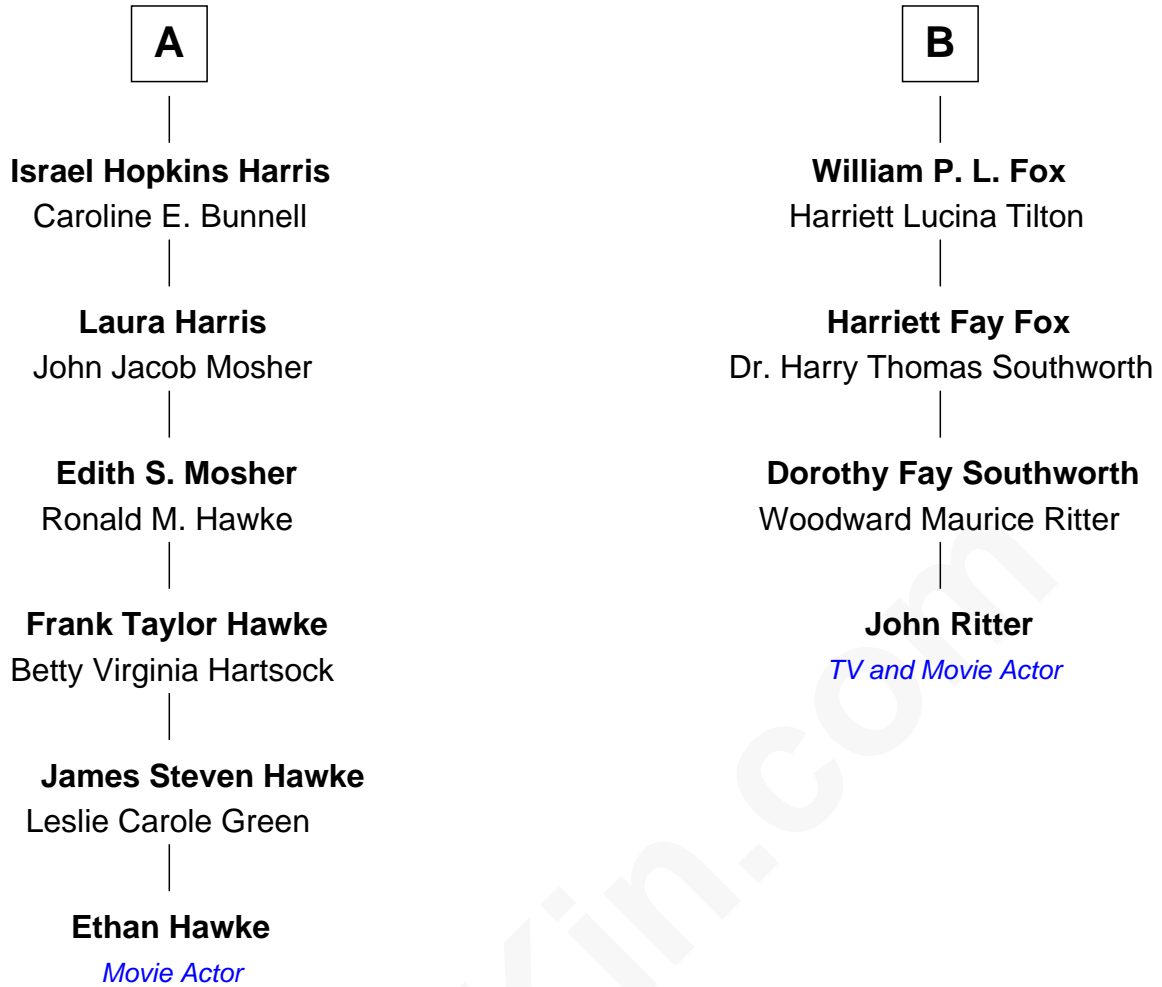 A
Israel Hopkins Harris
Caroline E. Bunnell
Laura Harris
John Jacob Mosher
Edith S. Mosher
Ronald M. Hawke
Frank Taylor Hawke
Betty Virginia Hartsock
James Steven Hawke
Leslie Carole Green
Ethan Hawke
Movie Actor
B
William P. L. Fox
Harriett Lucina Tilton
Harriett Fay Fox
Dr. Harry Thomas Southworth
Dorothy Fay Southworth
Woodward Maurice Ritter
John Ritter
TV and Movie Actor